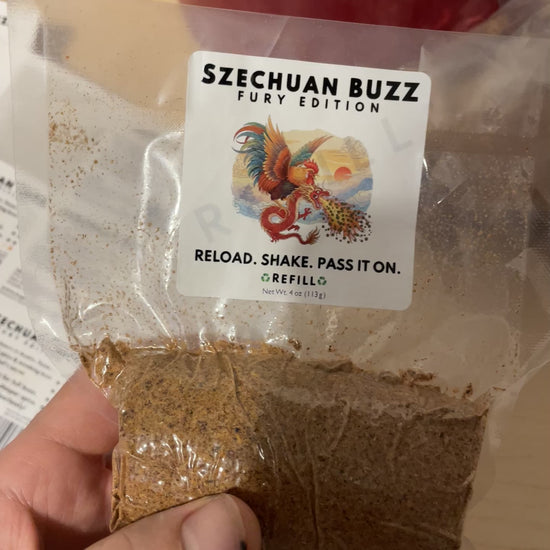 SZECHUAN BUZZ
FURY EDITION
RELOAD. SHAKE. PASS IT ON.
♻REFILL♻
Net Wt. 4 oz (113g)